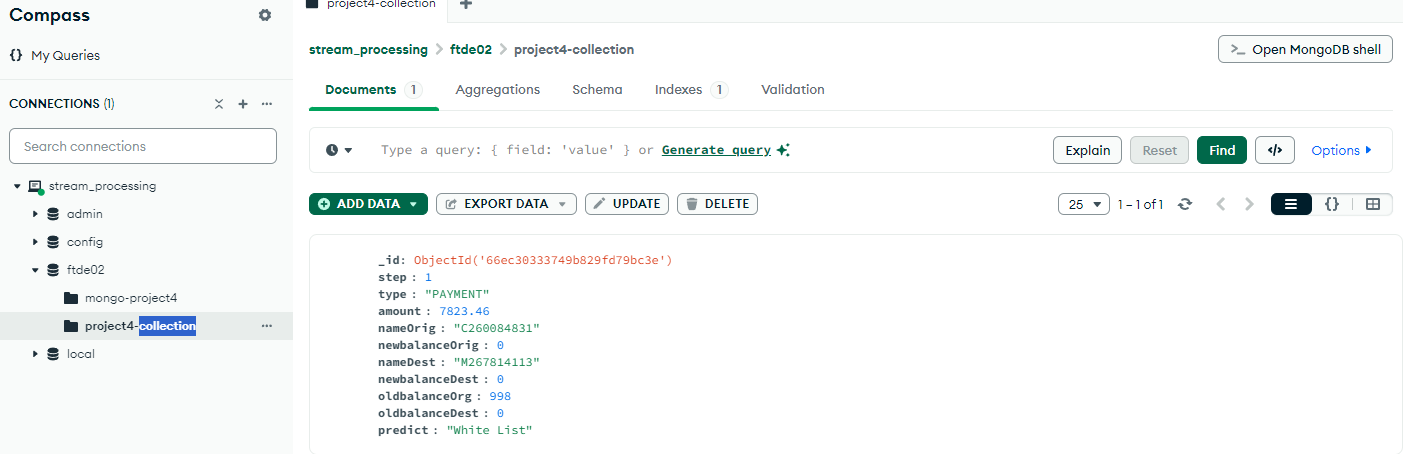 Compass
My Queries
CONNECTIONS (1)
Search connections
stream_processing
admin
config
ftde02
mongo-project4
project4-collection
local
project4-collection
stream_processing > ftde02 > project4-collection
>_ Open MongoDB shell
Documents 1 Aggregations Schema Indexes 1 Validation
Type a query: { field: 'value' } or Generate query
Explain Reset Find </> Options
ADD DATA EXPORT DATA UPDATE DELETE
25 1 – 1 of 1
_id: ObjectId('66ec30333749b829fd79bc3e')
step: 1
type: "PAYMENT"
amount: 7823.46
nameOrig: "C260084831"
newbalanceOrig: 0
nameDest: "M267814113"
newbalanceDest: 0
oldbalanceOrg: 998
oldbalanceDest: 0
predict: "White List"